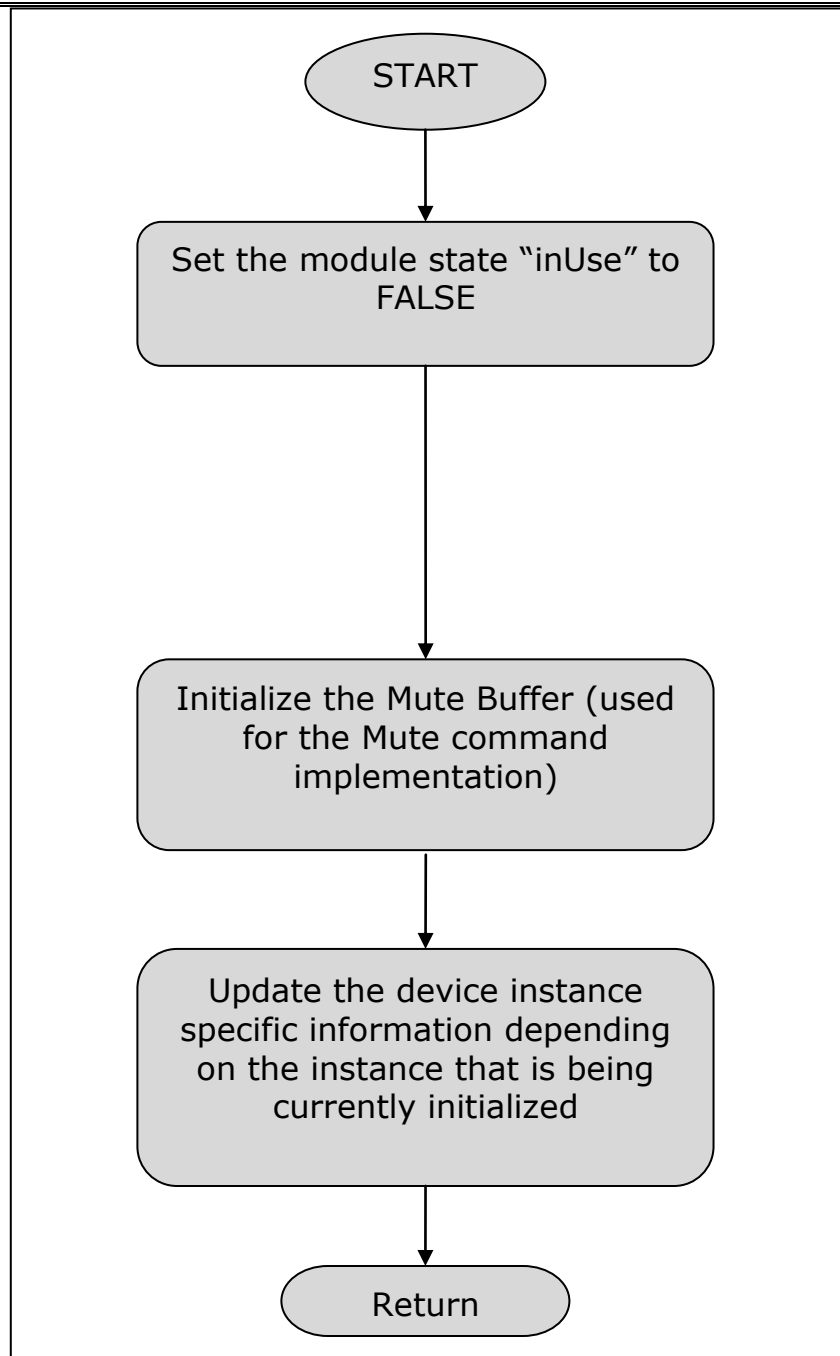 START
Set the module state “inUse” to
FALSE
Initialize the Mute Buffer (used
for the Mute command
implementation)
Update the device instance
specific information depending
on the instance that is being
currently initialized
Return